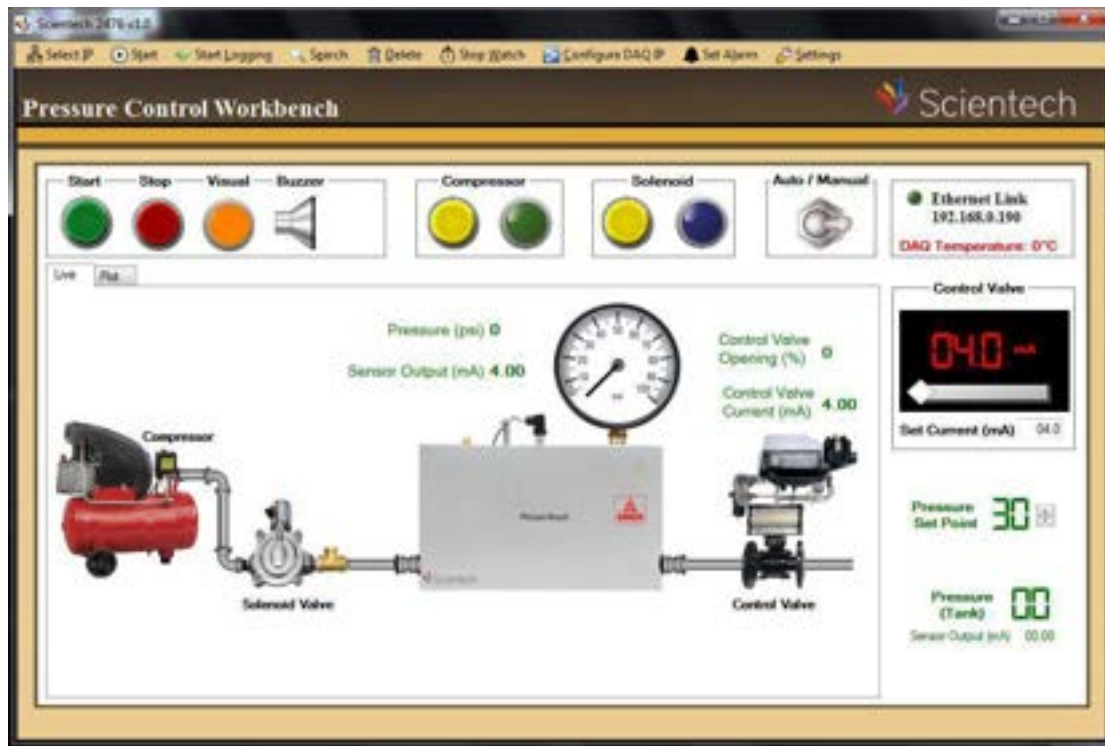 Scientech 2476 v1.0
Select IP Start Start Logging Search Delete Stop Watch Configure DAQ IP Set Alarm Settings
Pressure Control Workbench
Scientech
Start Stop Visual Buzzer
Compressor
Solenoid
Auto / Manual
Ethernet Link
192.168.0.190
DAQ Temperature: 0°C
Live Plot
Pressure (psi) 0
Sensor Output (mA) 4.00
Control Valve
Opening (%) 0
Control Valve
Current (mA) 4.00
Compressor
Solenoid Valve
Scientech
Control Valve
Control Valve
04.0 mA
Set Current (mA) 04.0
Pressure
Set Point 30
Pressure
(Tank) 00
Sensor Output (mA) 00.00